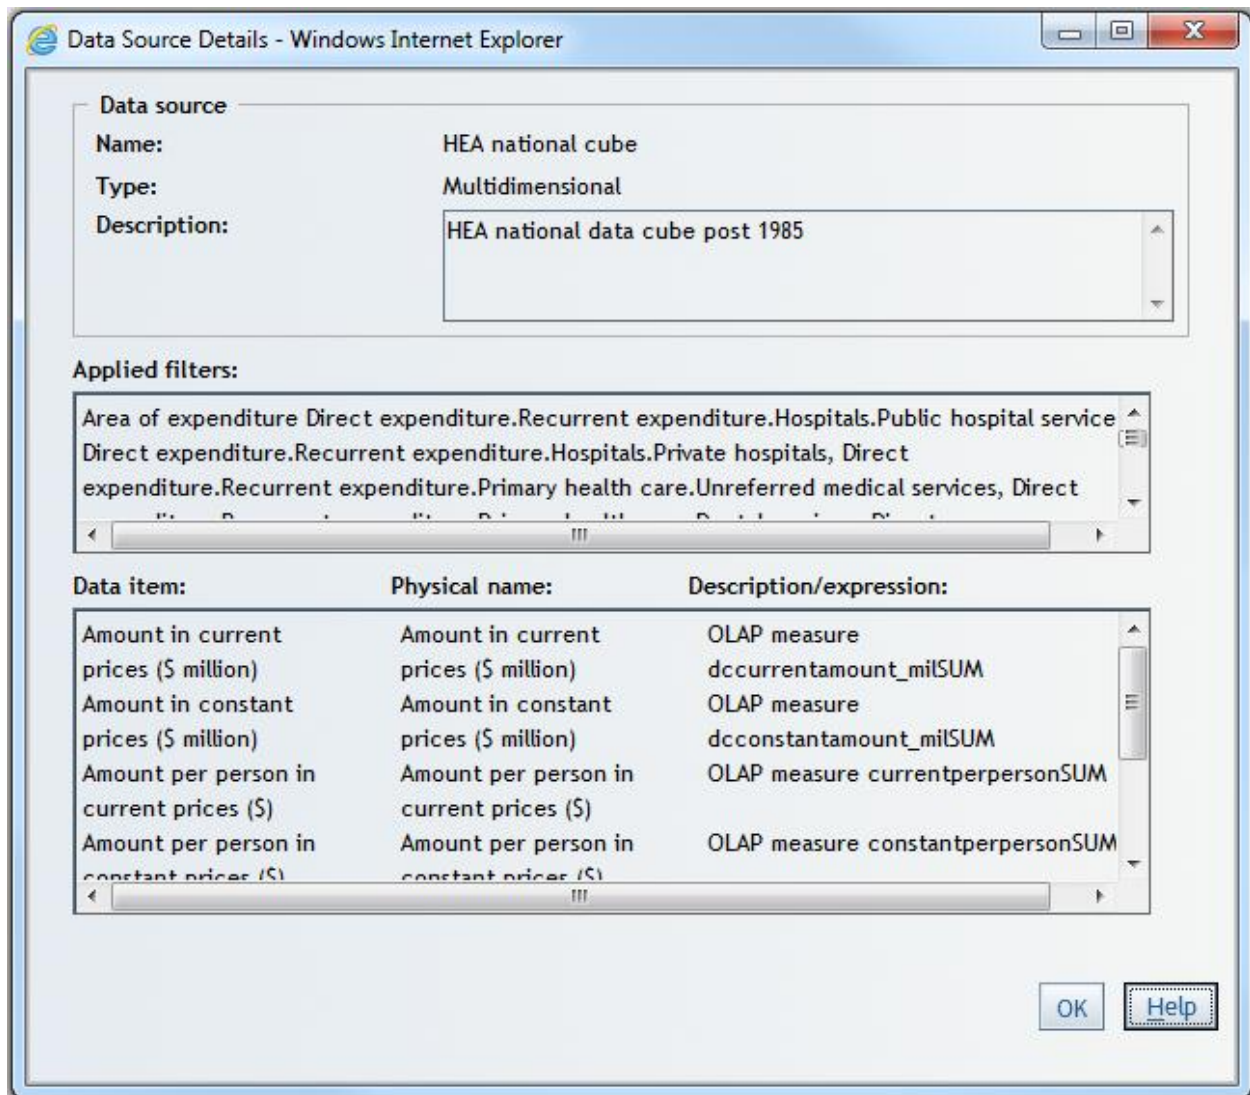 Data Source Details - Windows Internet Explorer
Data source
Name: HEA national cube
Type: Multidimensional
Description: HEA national data cube post 1985
Applied filters:
Area of expenditure Direct expenditure.Recurrent expenditure.Hospitals.Public hospital service
Direct expenditure.Recurrent expenditure.Hospitals.Private hospitals, Direct
expenditure.Recurrent expenditure.Primary health care.Unreferred medical services, Direct
Data item: Physical name: Description/expression:
Amount in current Amount in current OLAP measure
prices ($ million) prices ($ million) dccurrentamount_milSUM
Amount in constant Amount in constant OLAP measure
prices ($ million) prices ($ million) dcconstantamount_milSUM
Amount per person in Amount per person in OLAP measure currentperpersonSUM
current prices ($) current prices ($)
Amount per person in Amount per person in OLAP measure constantperpersonSUM
constant prices ($) constant prices ($)
OK Help